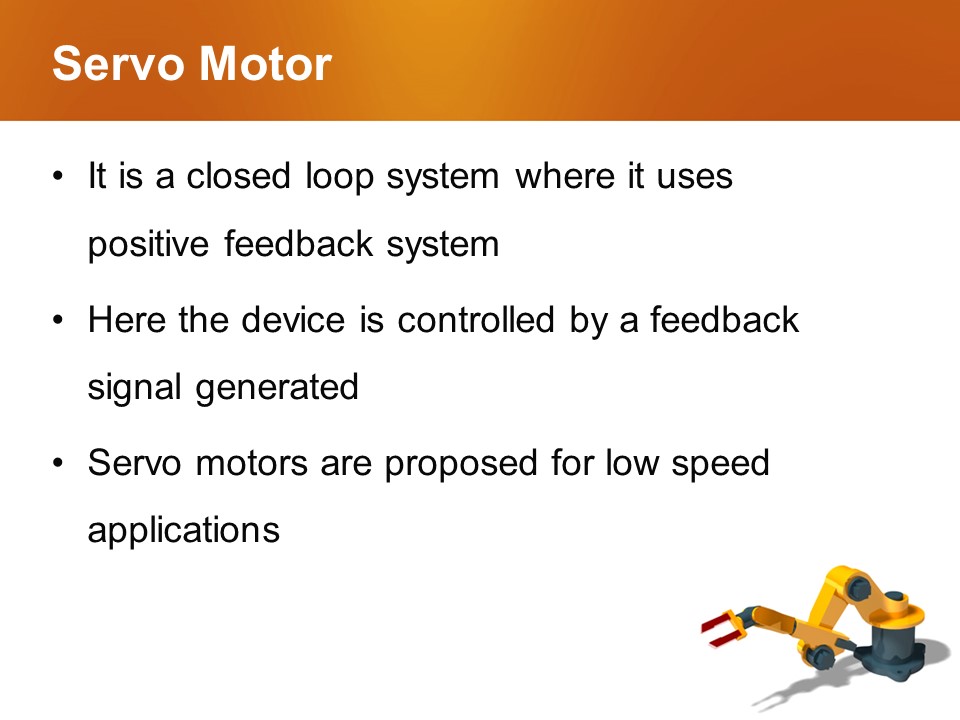 Servo Motor
• It is a closed loop system where it uses
positive feedback system
• Here the device is controlled by a feedback
signal generated
• Servo motors are proposed for low speed
applications